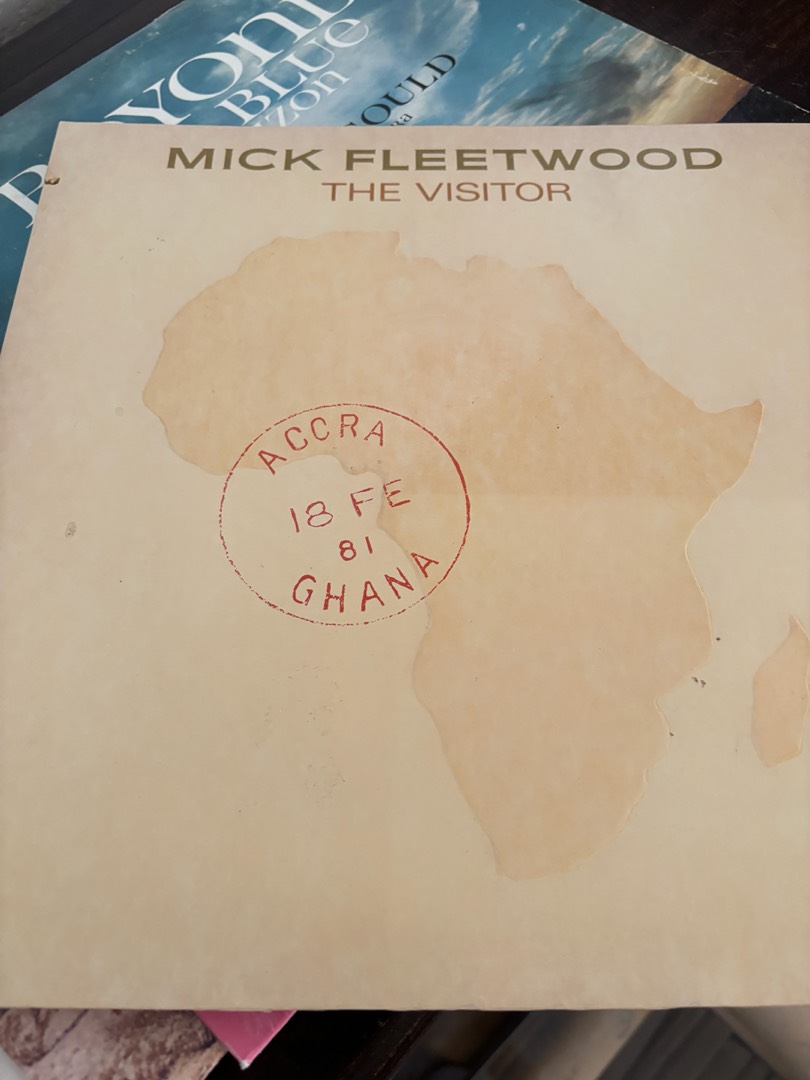 BLUE
MICK FLEETWOOD
THE VISITOR
ACCRA
18 FE
81
GHANA